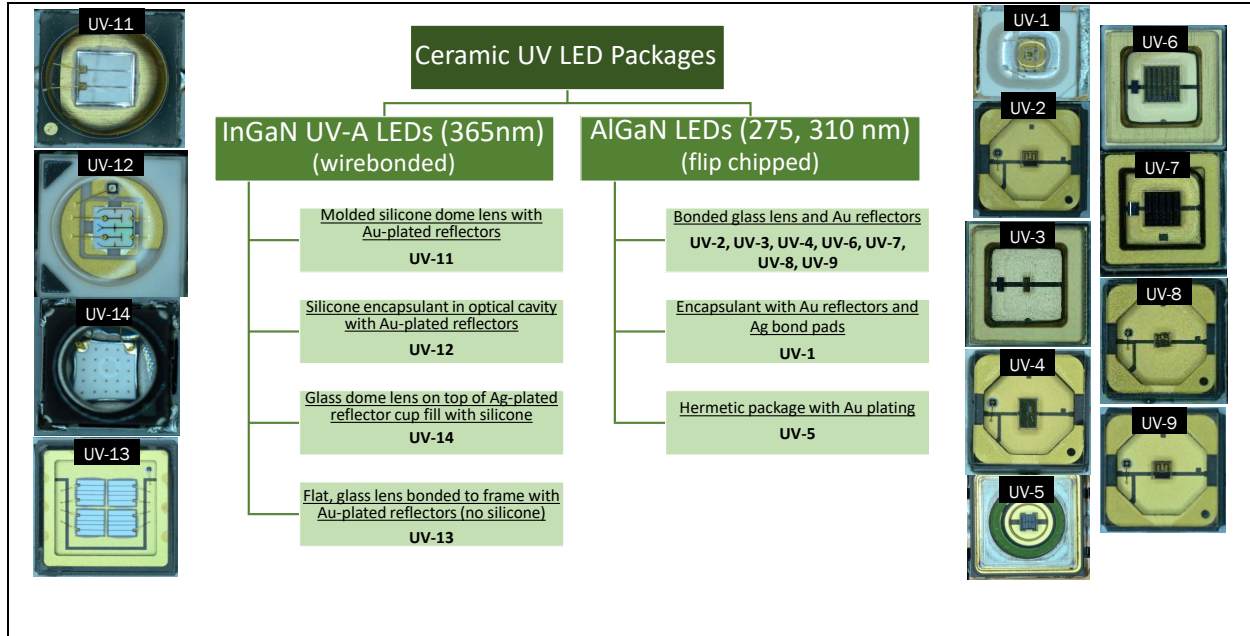 Ceramic UV LED Packages
InGaN UV-A LEDs (365nm)
(wirebonded)
Molded silicone dome lens with
Au-plated reflectors
UV-11
Silicone encapsulant in optical cavity
with Au-plated reflectors
UV-12
Glass dome lens on top of Ag-plated
reflector cup fill with silicone
UV-14
Flat, glass lens bonded to frame with
Au-plated reflectors (no silicone)
UV-13
AlGaN LEDs (275, 310 nm)
(flip chipped)
Bonded glass lens and Au reflectors
UV-2, UV-3, UV-4, UV-6, UV-7,
UV-8, UV-9
Encapsulant with Au reflectors and
Ag bond pads
UV-1
Hermetic package with Au plating
UV-5
UV-11
UV-12
UV-14
UV-13
UV-1
UV-2
UV-3
UV-4
UV-5
UV-6
UV-7
UV-8
UV-9